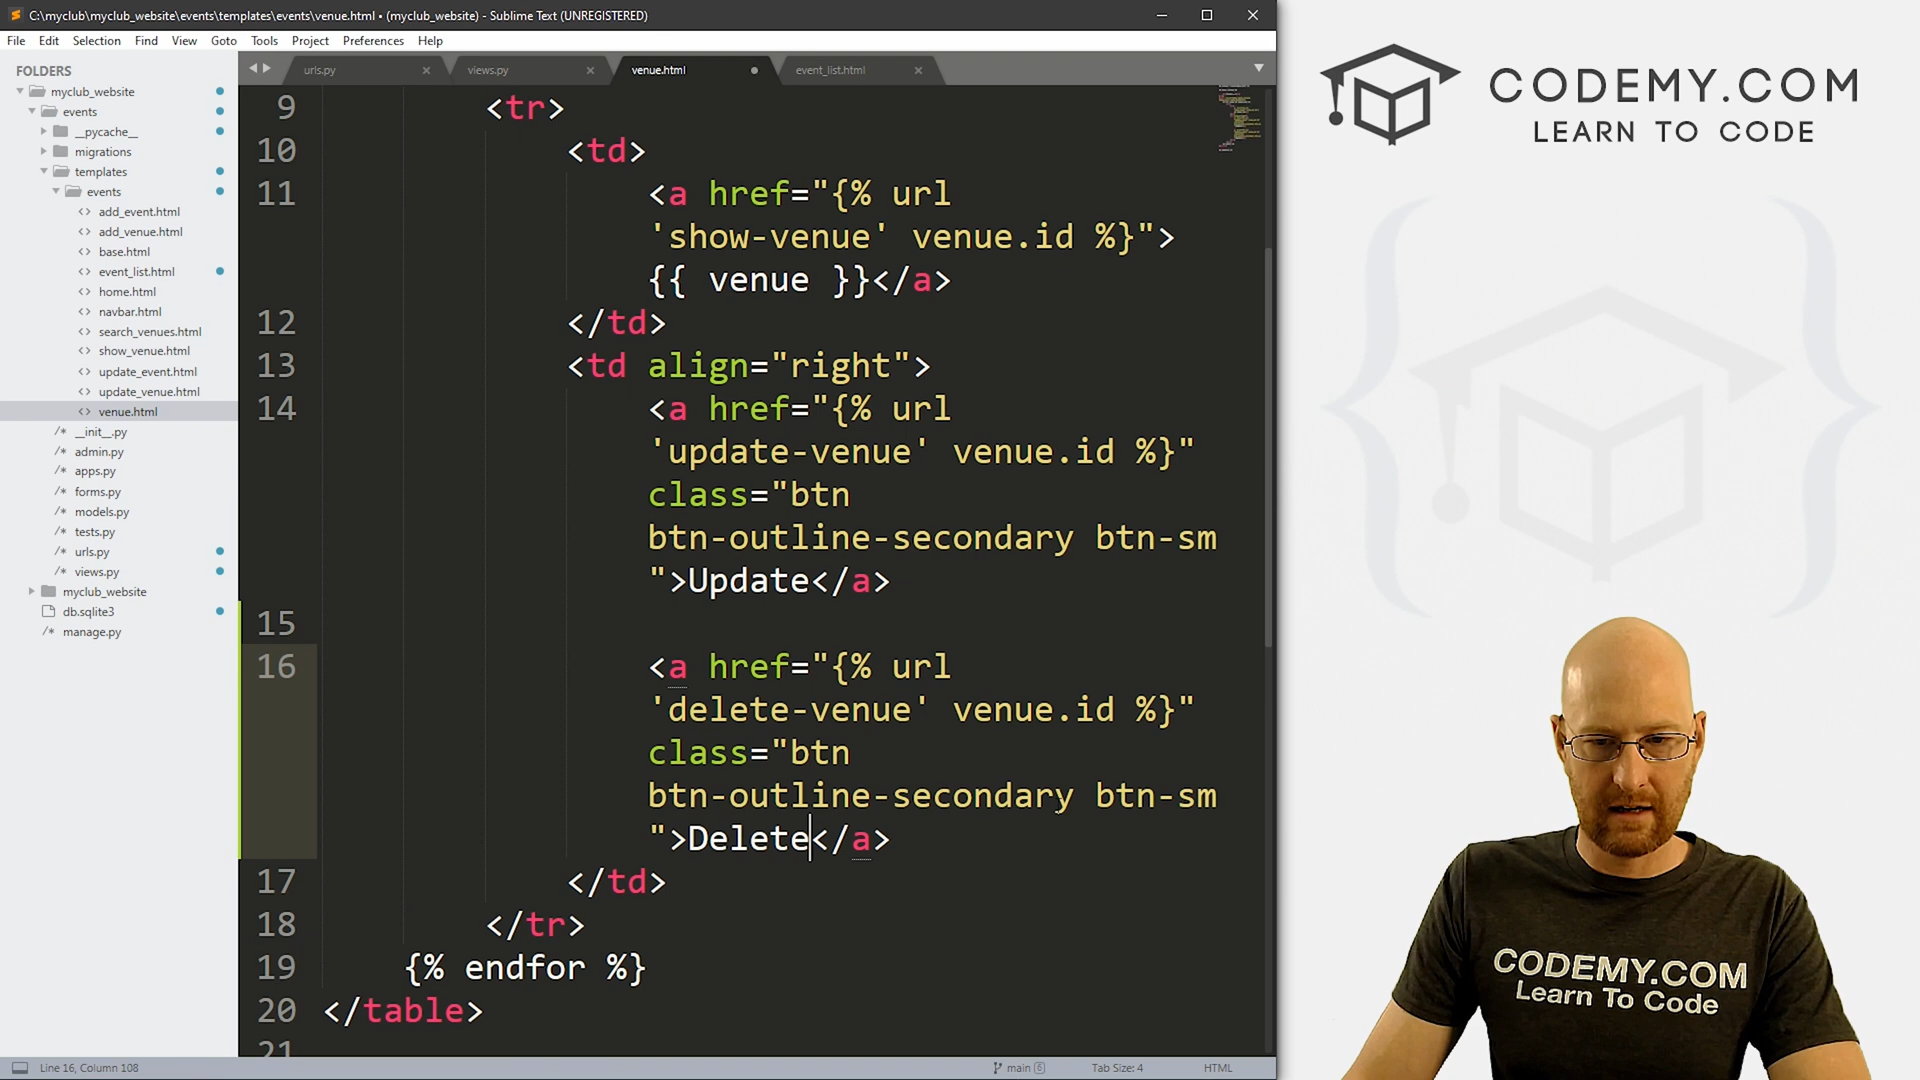 C:\myclub\myclub_website\events\templates\events\venue.html • (myclub_website) - Sublime Text (UNREGISTERED)
File Edit Selection Find View Goto Tools Project Preferences Help
FOLDERS
myclub_website
events
__pycache__
migrations
templates
events
add_event.html
add_venue.html
base.html
event_list.html
home.html
navbar.html
search_venues.html
show_venue.html
update_event.html
update_venue.html
venue.html
__init__.py
admin.py
apps.py
forms.py
models.py
tests.py
urls.py
views.py
myclub_website
db.sqlite3
manage.py
urls.py views.py venue.html event_list.html
9 <tr>
10 <td>
11 <a href="{% url
'show-venue' venue.id %}">
{{ venue }}</a>
12 </td>
13 <td align="right">
14 <a href="{% url
'update-venue' venue.id %}"
class="btn
btn-outline-secondary btn-sm
">Update</a>
15
16 <a href="{% url
'delete-venue' venue.id %}"
class="btn
btn-outline-secondary btn-sm
">Delete</a>
17 </td>
18 </tr>
19 {% endfor %}
20 </table>
21
Line 16, Column 108 main 6 Tab Size: 4 HTML
CODEMY.COM
LEARN TO CODE
CODEMY.COM
Learn To Code